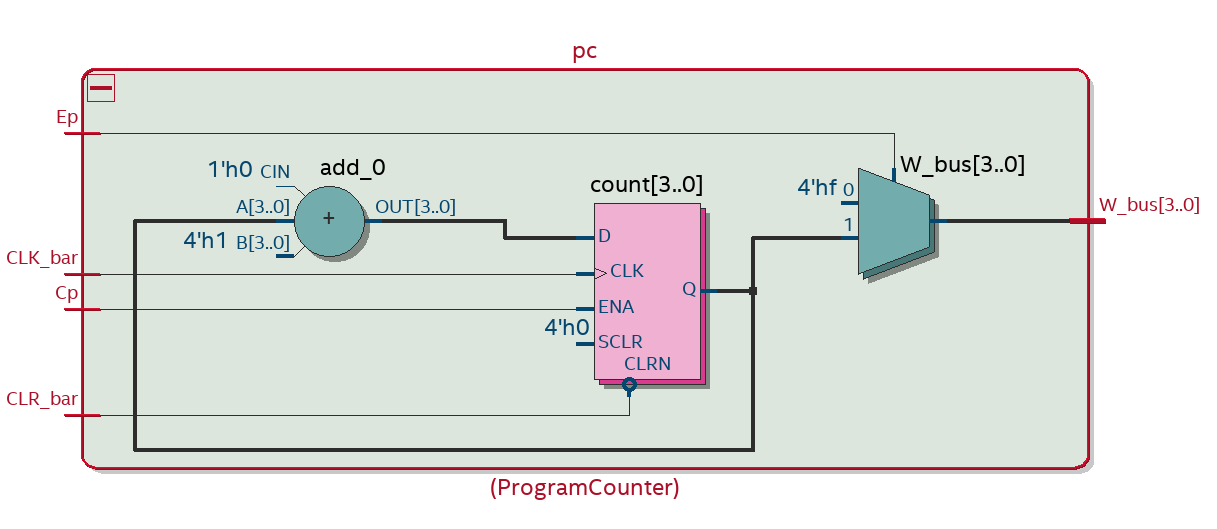 pc
Ep
1'h0 CIN
add_0
A[3..0]
OUT[3..0]
4'h1 B[3..0]
+
count[3..0]
W_bus[3..0]
4'hf 0
1
W_bus[3..0]
CLK_bar
Cp
CLR_bar
D
CLK
ENA
4'h0 SCLR
CLRN
Q
(ProgramCounter)